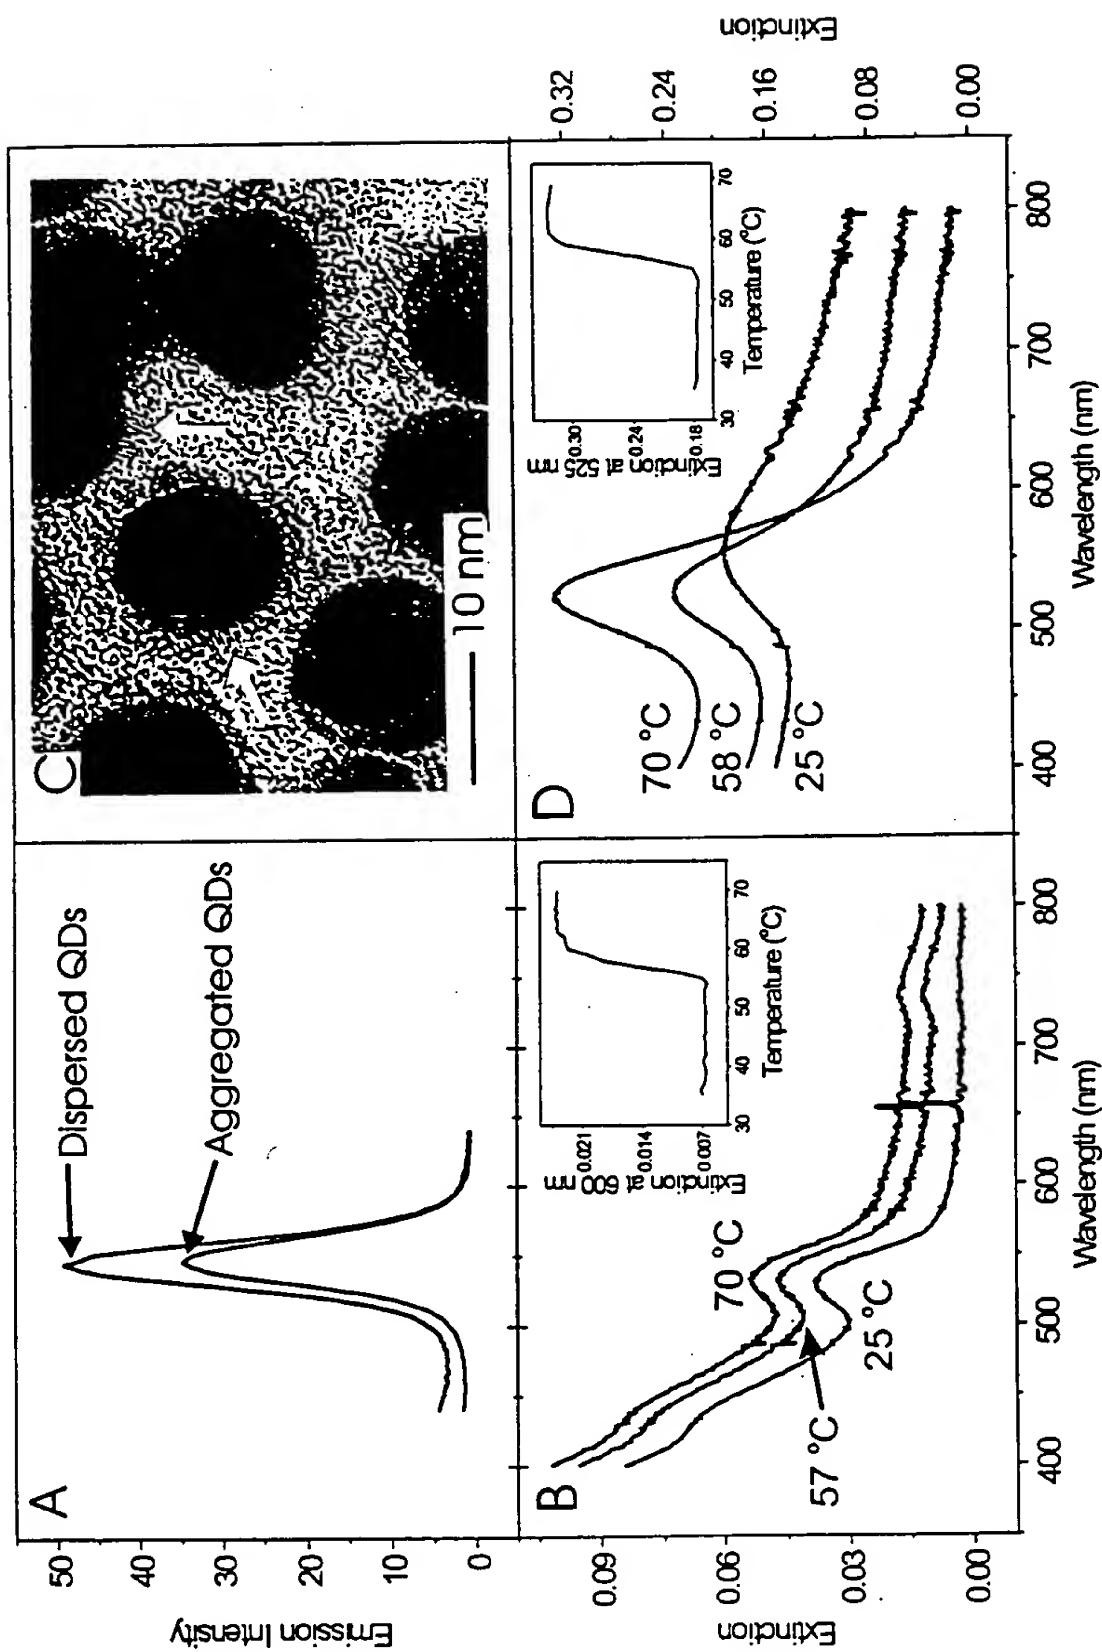 A
Dispersed QDs
Aggregated QDs
50
40
30
20
10
0
Emission Intensity
C
10 nm
B
70 °C
57 °C
25 °C
0.09
0.06
0.03
0.00
Extinction
400
500
600
700
800
Wavelength (nm)
0.021
0.014
0.007
Extinction at 600 nm
30
40
50
60
70
Temperature (°C)
D
70 °C
58 °C
25 °C
0.32
0.24
0.16
0.08
0.00
Extinction
400
500
600
700
800
Wavelength (nm)
0.30
0.24
0.18
Extinction at 525 nm
30
40
50
60
70
Temperature (°C)